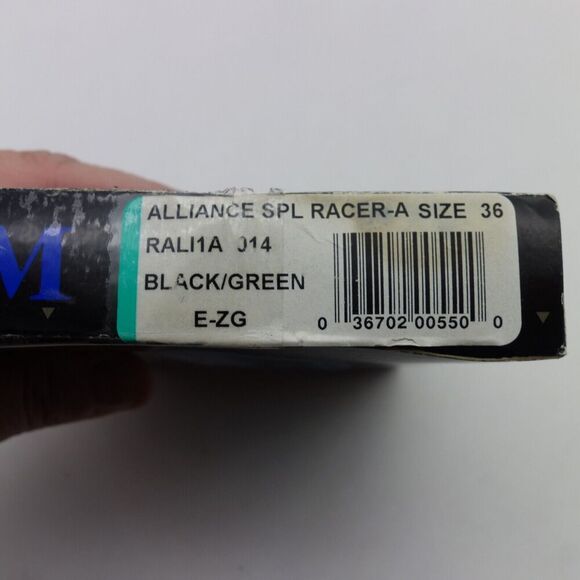 M
ALLIANCE SPL RACER-A SIZE 36
RALI1A 014
BLACK/GREEN
E-ZG
0 36702 00550 0